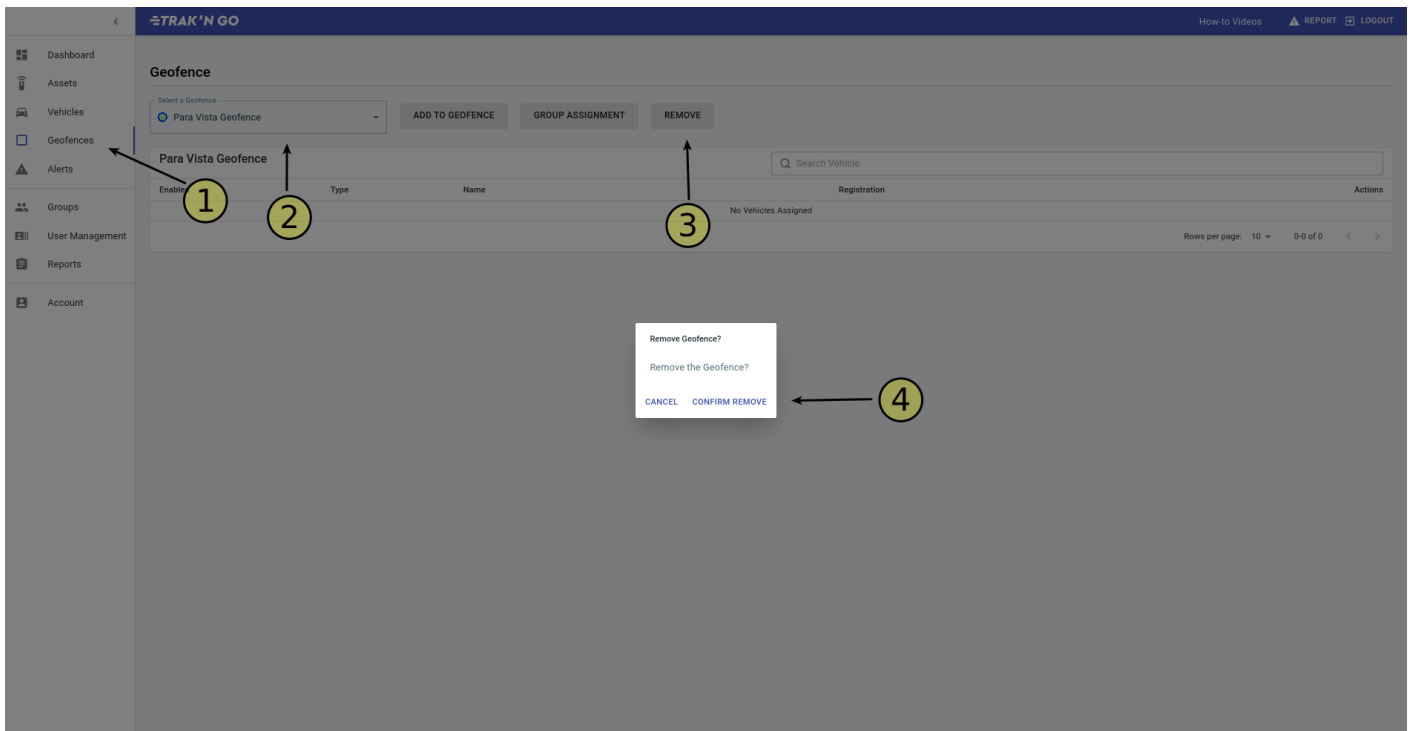 TRAK'N GO
How-to Videos
REPORT
LOGOUT
Dashboard
Assets
Vehicles
Geofences
Alerts
Groups
User Management
Reports
Account
Geofence
Select a Geofence
Para Vista Geofence
ADD TO GEOFENCE
GROUP ASSIGNMENT
REMOVE
Para Vista Geofence
Search Vehicle
Enabled Type Name Registration Actions
No Vehicles Assigned
Rows per page: 10 0-0 of 0
1
2
3
Remove Geofence?
Remove the Geofence?
CANCEL CONFIRM REMOVE
4